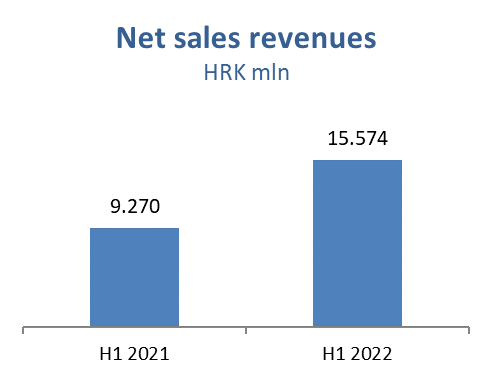 Net sales revenues
HRK mln
9.270
15.574
H1 2021
H1 2022